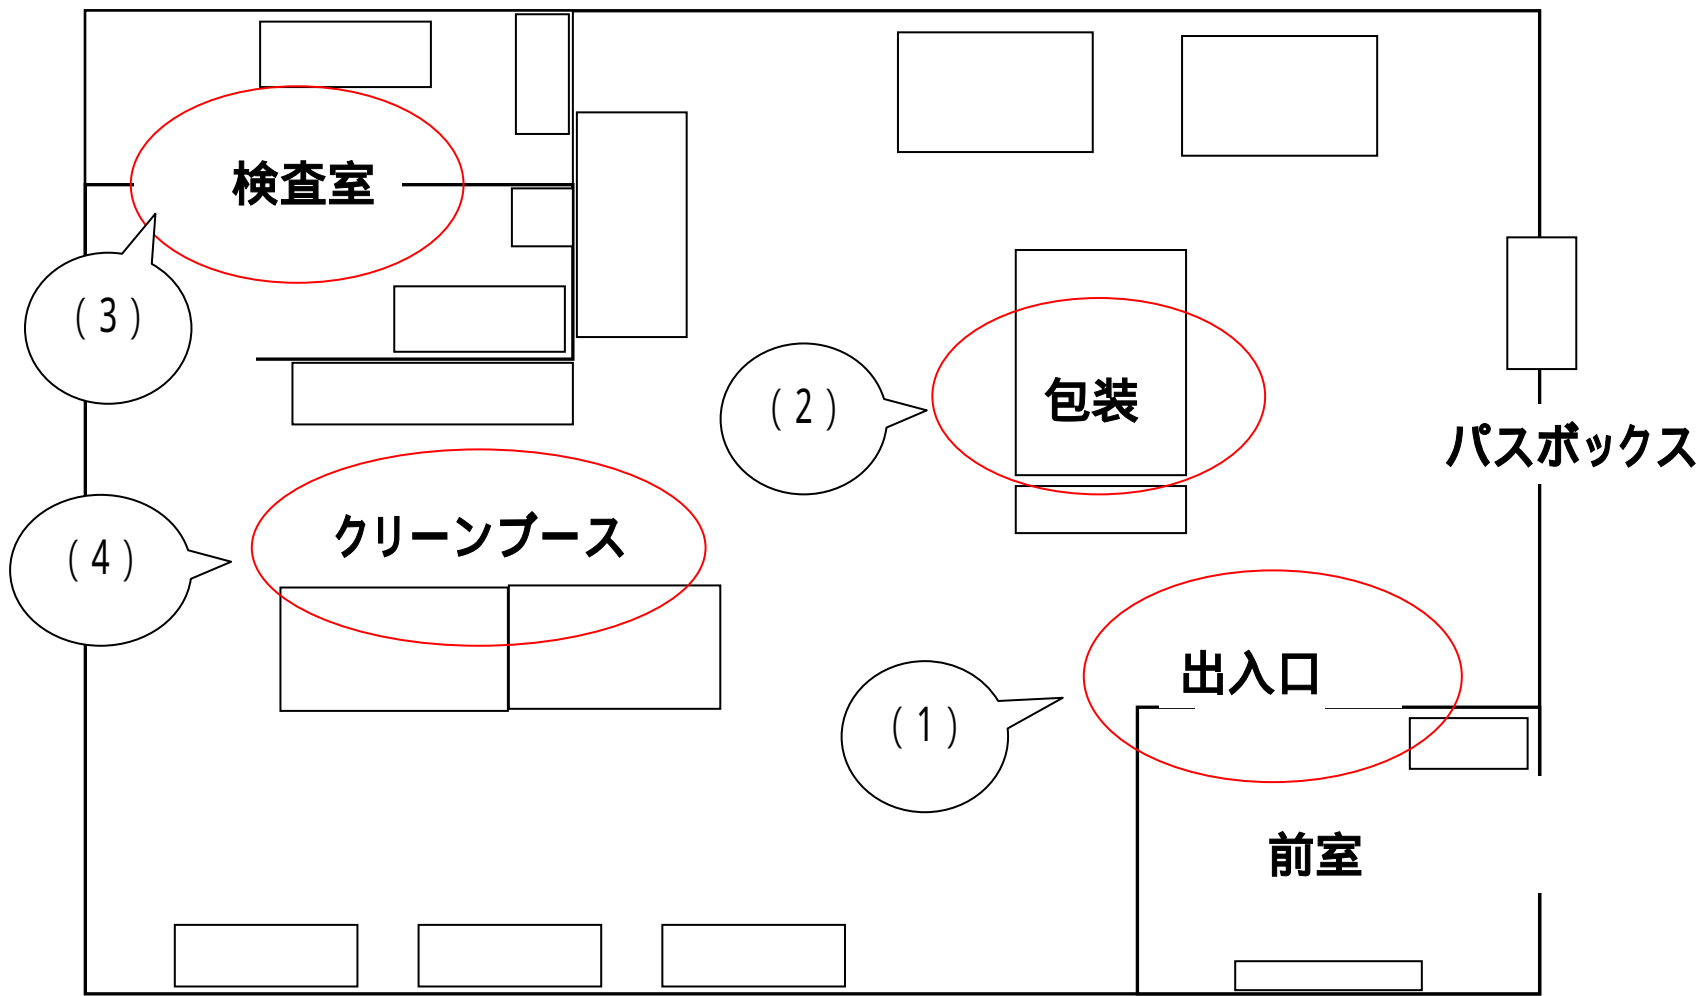 検査室
(3)
(2)
包装
パスボックス
クリーンブース
(4)
出入口
(1)
前室